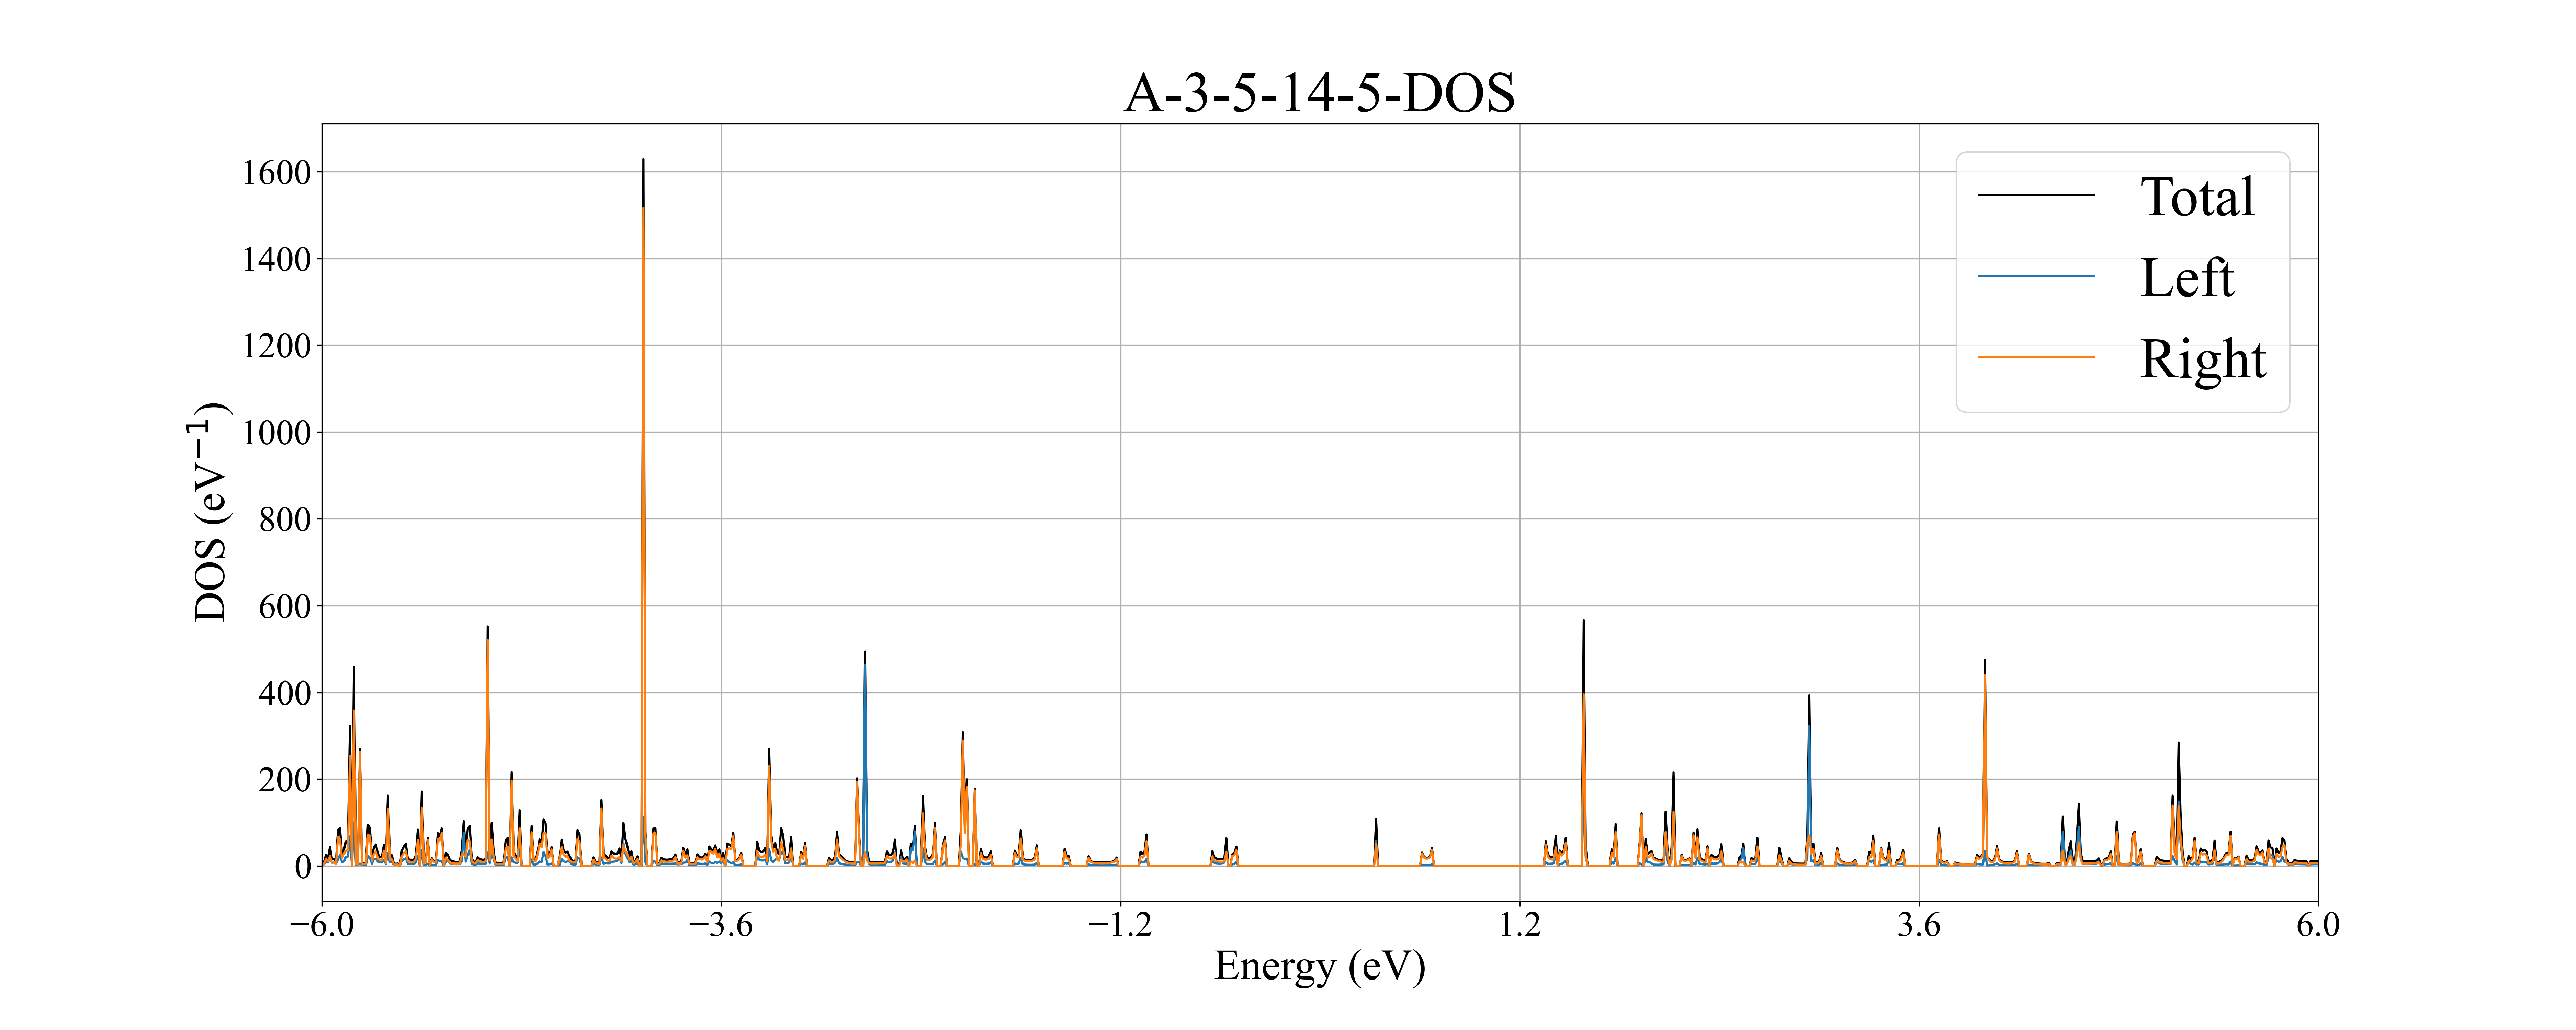 A-3-5-14-5-DOS
1600
1400
1200
1000
800
600
400
200
0
DOS (eV⁻¹)
Total
Left
Right
−6.0
−3.6
−1.2
1.2
3.6
6.0
Energy (eV)